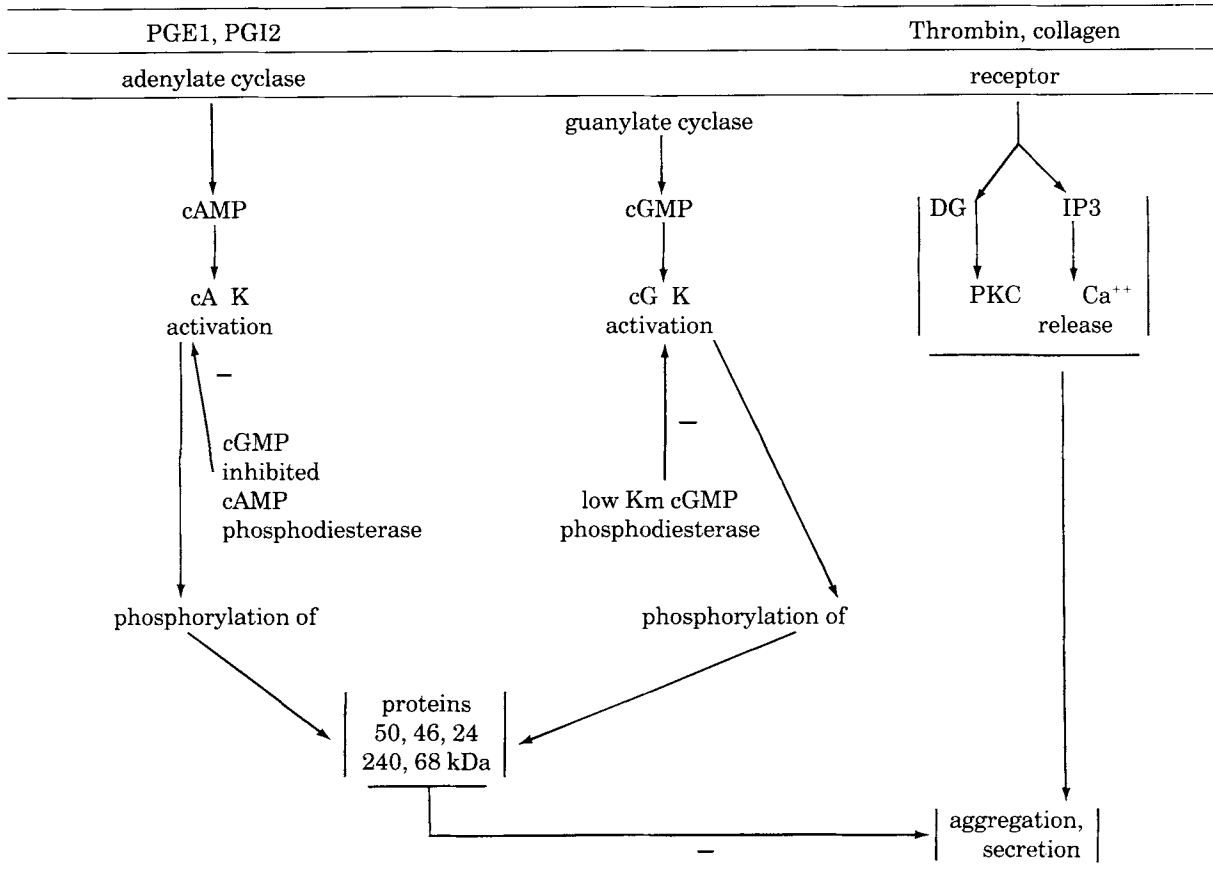 PGE1, PGI2
Thrombin, collagen
adenylate cyclase
receptor
guanylate cyclase
cAMP
cGMP
DG
IP3
cA K
activation
cG K
activation
PKC
Ca⁺⁺
release
–
cGMP
inhibited
cAMP
phosphodiesterase
–
low Km cGMP
phosphodiesterase
phosphorylation of
phosphorylation of
proteins
50, 46, 24
240, 68 kDa
–
aggregation,
secretion